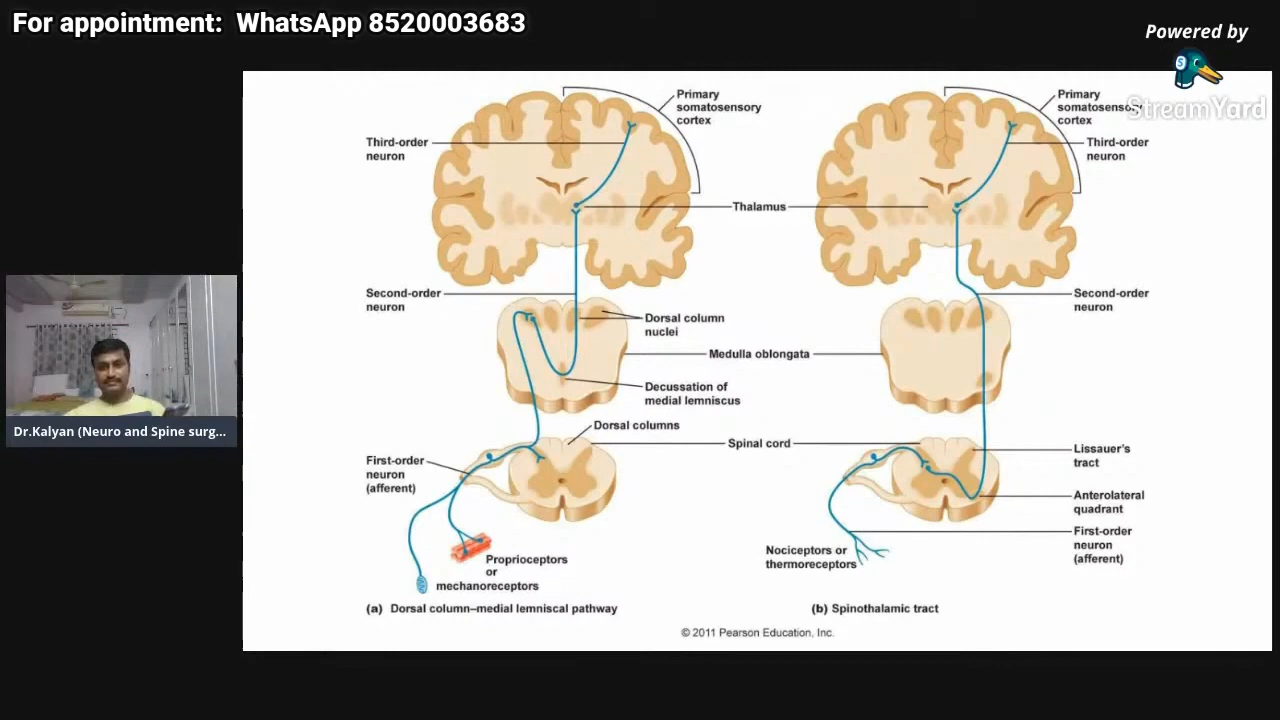 For appointment: WhatsApp 8520003683
Powered by
StreamYard
S
Dr.Kalyan (Neuro and Spine surg...
Primary
somatosensory
cortex
Third-order
neuron
Thalamus
Second-order
neuron
Dorsal column
nuclei
Medulla oblongata
Decussation of
medial lemniscus
Dorsal columns
Spinal cord
First-order
neuron
(afferent)
Proprioceptors
or
mechanoreceptors
(a) Dorsal column–medial lemniscal pathway
Primary
somatosensory
cortex
Third-order
neuron
Second-order
neuron
Lissauer's
tract
Anterolateral
quadrant
First-order
neuron
(afferent)
Nociceptors or
thermoreceptors
(b) Spinothalamic tract
© 2011 Pearson Education, Inc.